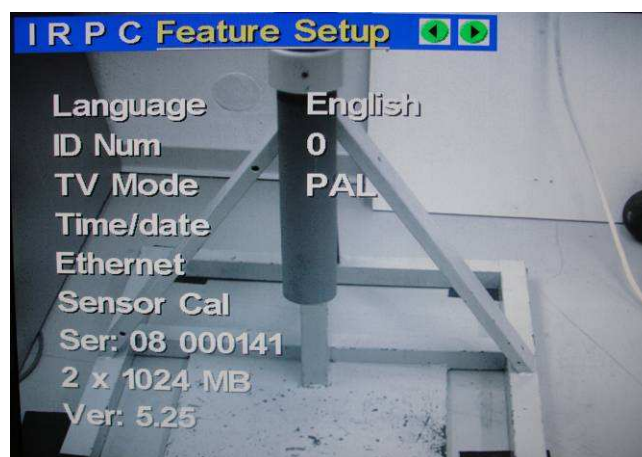 I R P C Feature Setup
Language English
ID Num 0
TV Mode PAL
Time/date
Ethernet
Sensor Cal
Ser: 08 000141
2 x 1024 MB
Ver: 5.25